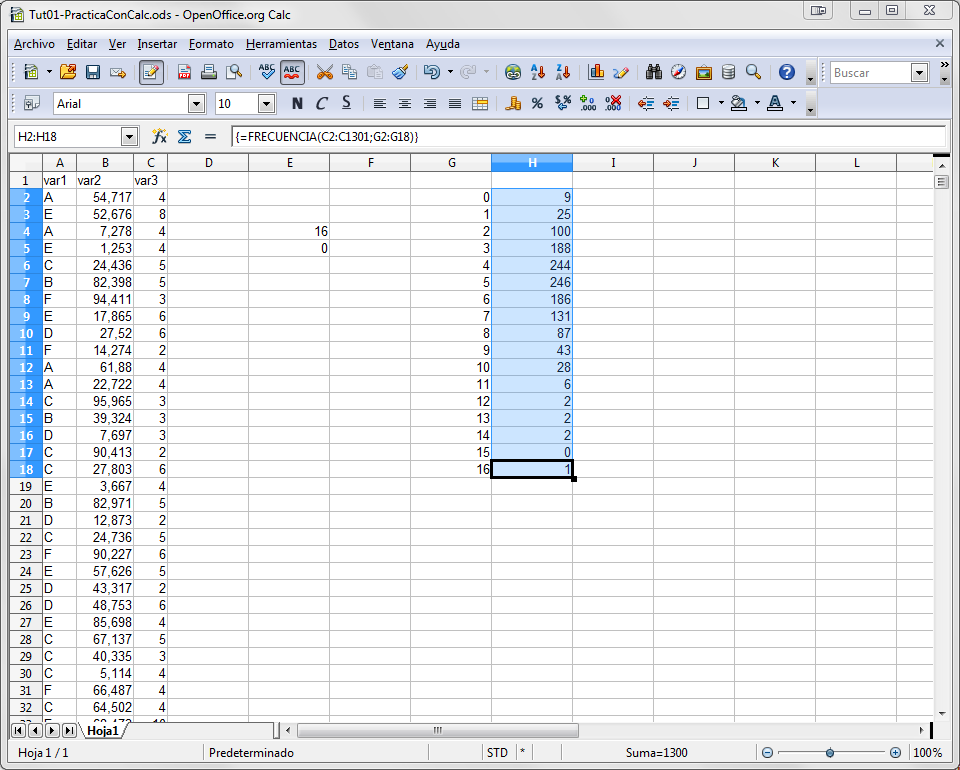 Tut01-PracticaConCalc.ods - OpenOffice.org Calc
Archivo Editar Ver Insertar Formato Herramientas Datos Ventana Ayuda
ABC ABC Buscar
Arial 10 N C S
H2:H18 {=FRECUENCIA(C2:C1301;G2:G18)}
A B C D E F G H I J K L
1 var1 var2 var3
2 A 54,717 4 0 9
3 E 52,676 8 1 25
4 A 7,278 4 16 2 100
5 E 1,253 4 0 3 188
6 C 24,436 5 4 244
7 B 82,398 5 5 246
8 F 94,411 3 6 186
9 E 17,865 6 7 131
10 D 27,52 6 8 87
11 F 14,274 2 9 43
12 A 61,88 4 10 28
13 A 22,722 4 11 6
14 C 95,965 3 12 2
15 B 39,324 3 13 2
16 D 7,697 3 14 2
17 C 90,413 2 15 0
18 C 27,803 6 16 1
19 E 3,667 4
20 B 82,971 5
21 D 12,873 2
22 C 24,736 5
23 F 90,227 6
24 E 57,626 5
25 D 43,317 2
26 D 48,753 6
27 E 85,698 4
28 C 67,137 5
29 C 40,335 3
30 C 5,114 4
31 F 66,487 4
32 C 64,502 4
Hoja1
Hoja 1 / 1 Predeterminado STD * Suma=1300 100%